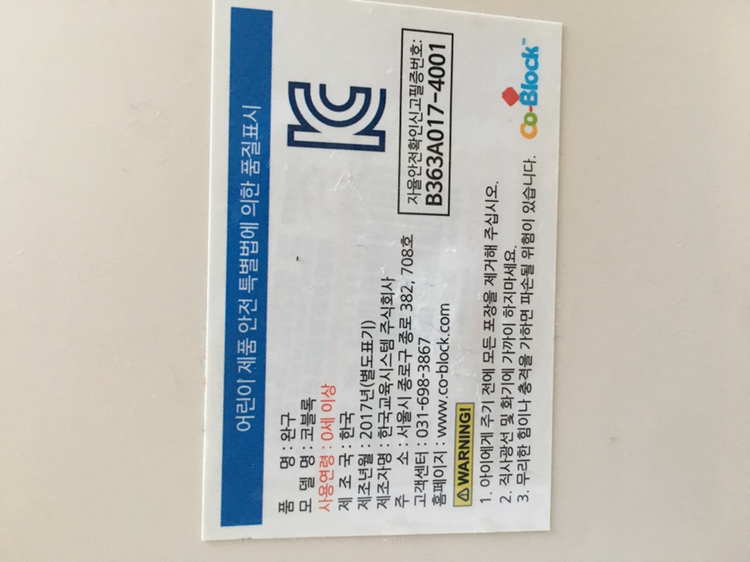 어린이 제품 안전 특별법에 의한 품질표시
품 명 : 완구
모 델 명 : 코블록
사용연령 : 0세 이상
제 조 국 : 한국
제조년월 : 2017년(별도표기)
제조자명 : 한국교육시스템 주식회사
주 소 : 서울시 종로구 종로 382, 708호
고객센터 : 031-698-3867
홈페이지 : www.co-block.com
KC
자율안전확인신고필증번호:
B363A017-4001
WARNING!
1. 아이에게 주기 전에 모든 포장을 제거해 주십시오.
2. 직사광선 및 화기에 가까이 하지마세요.
3. 무리한 힘이나 충격을 가하면 파손될 위험이 있습니다.
Co-Block™